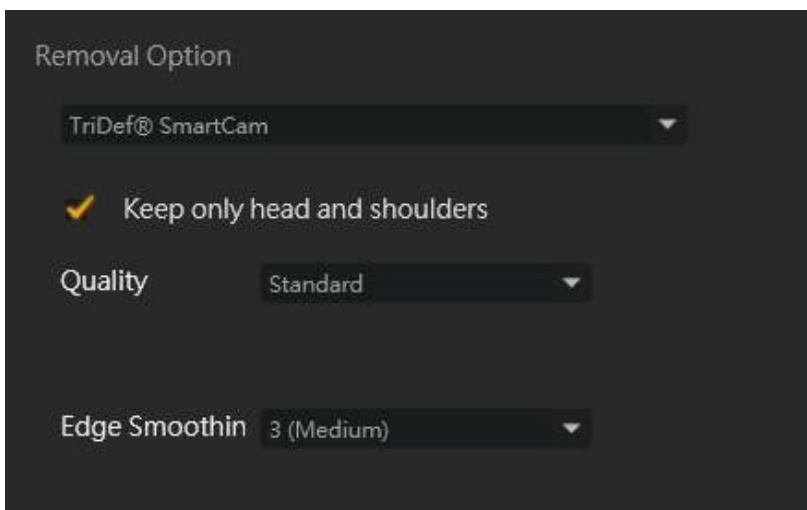 Removal Option
TriDef® SmartCam
Keep only head and shoulders
Quality Standard
Edge Smoothin 3 (Medium)